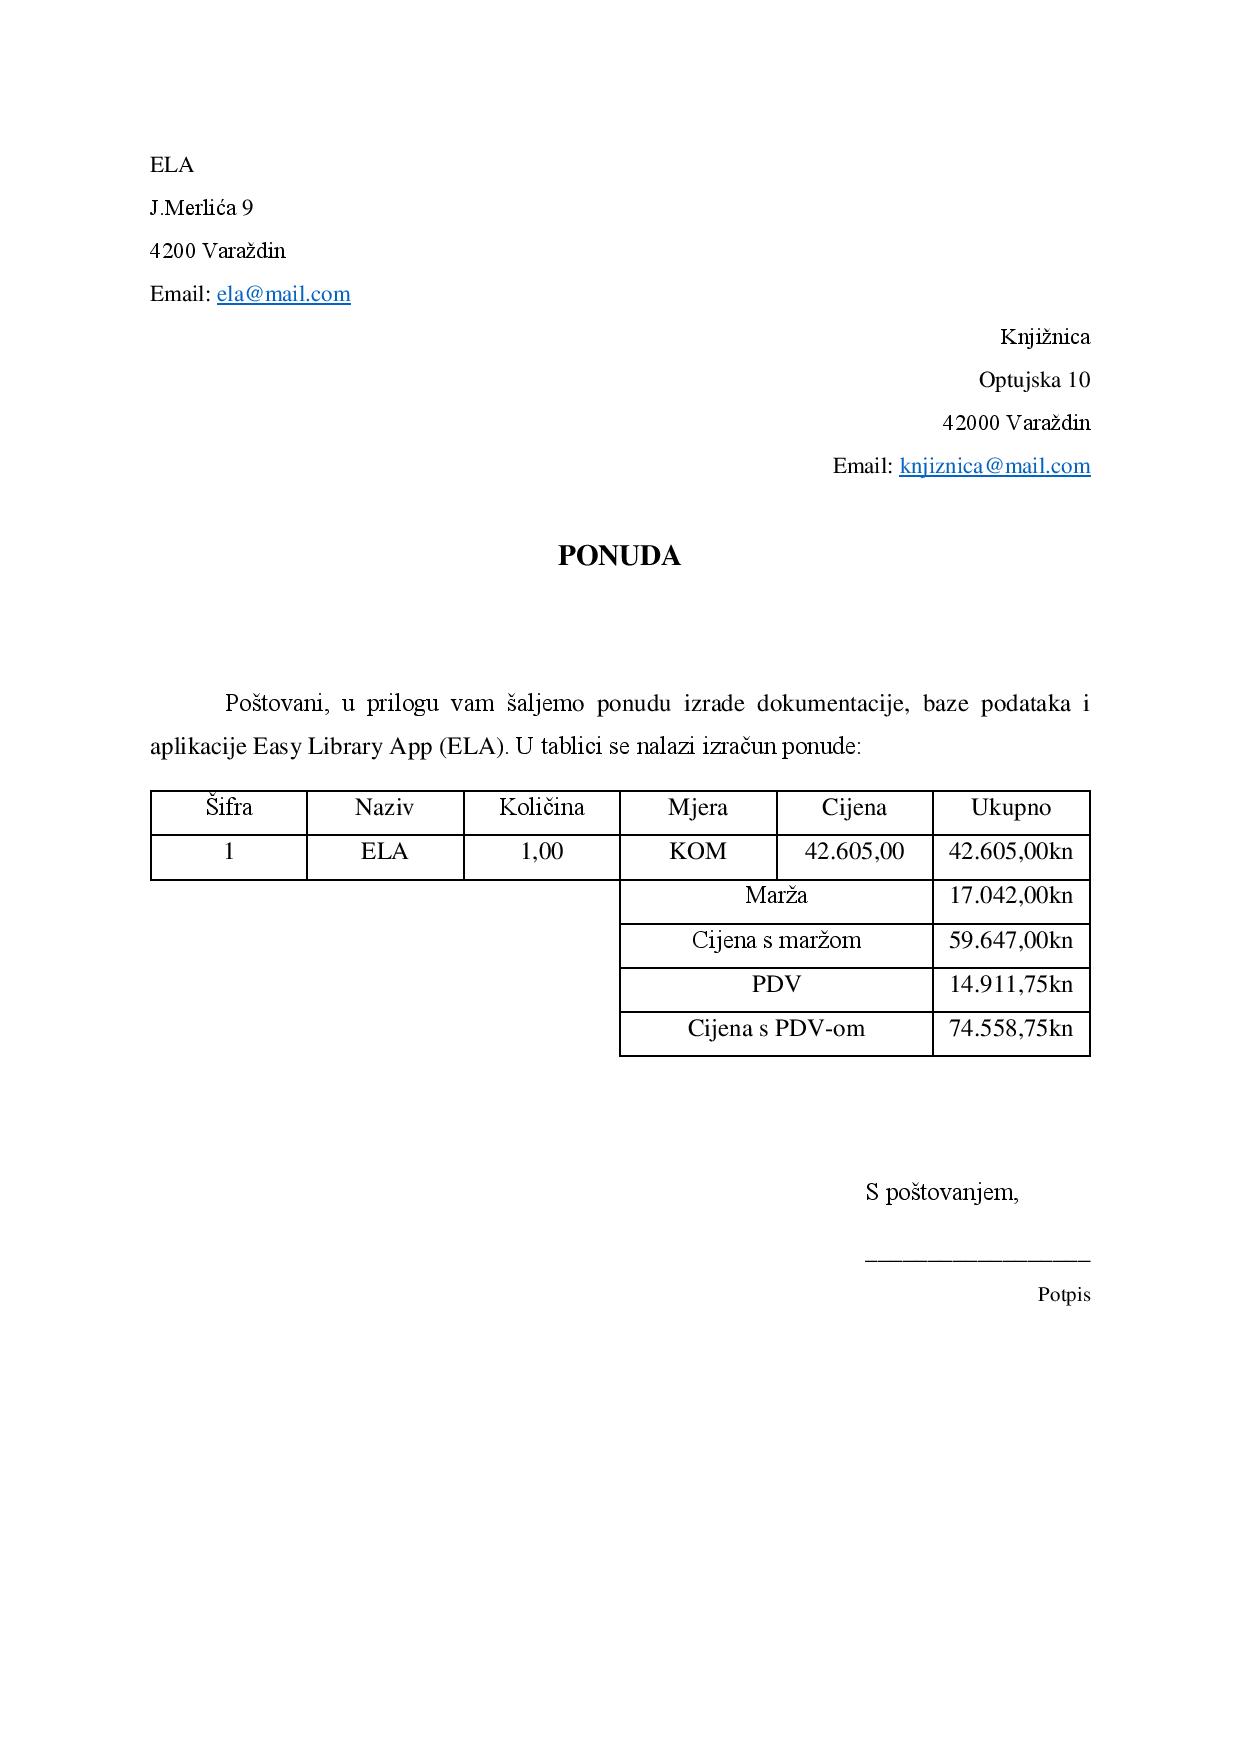 ELA
J.Merlića 9
4200 Varaždin
Email: ela@mail.com
Knjižnica
Optujska 10
42000 Varaždin
Email: knjiznica@mail.com
PONUDA
Poštovani, u prilogu vam šaljemo ponudu izrade dokumentacije, baze podataka i
aplikacije Easy Library App (ELA). U tablici se nalazi izračun ponude:
Šifra Naziv Količina Mjera Cijena Ukupno
1 ELA 1,00 KOM 42.605,00 42.605,00kn
Marža 17.042,00kn
Cijena s maržom 59.647,00kn
PDV 14.911,75kn
Cijena s PDV-om 74.558,75kn
S poštovanjem,
__________________
Potpis